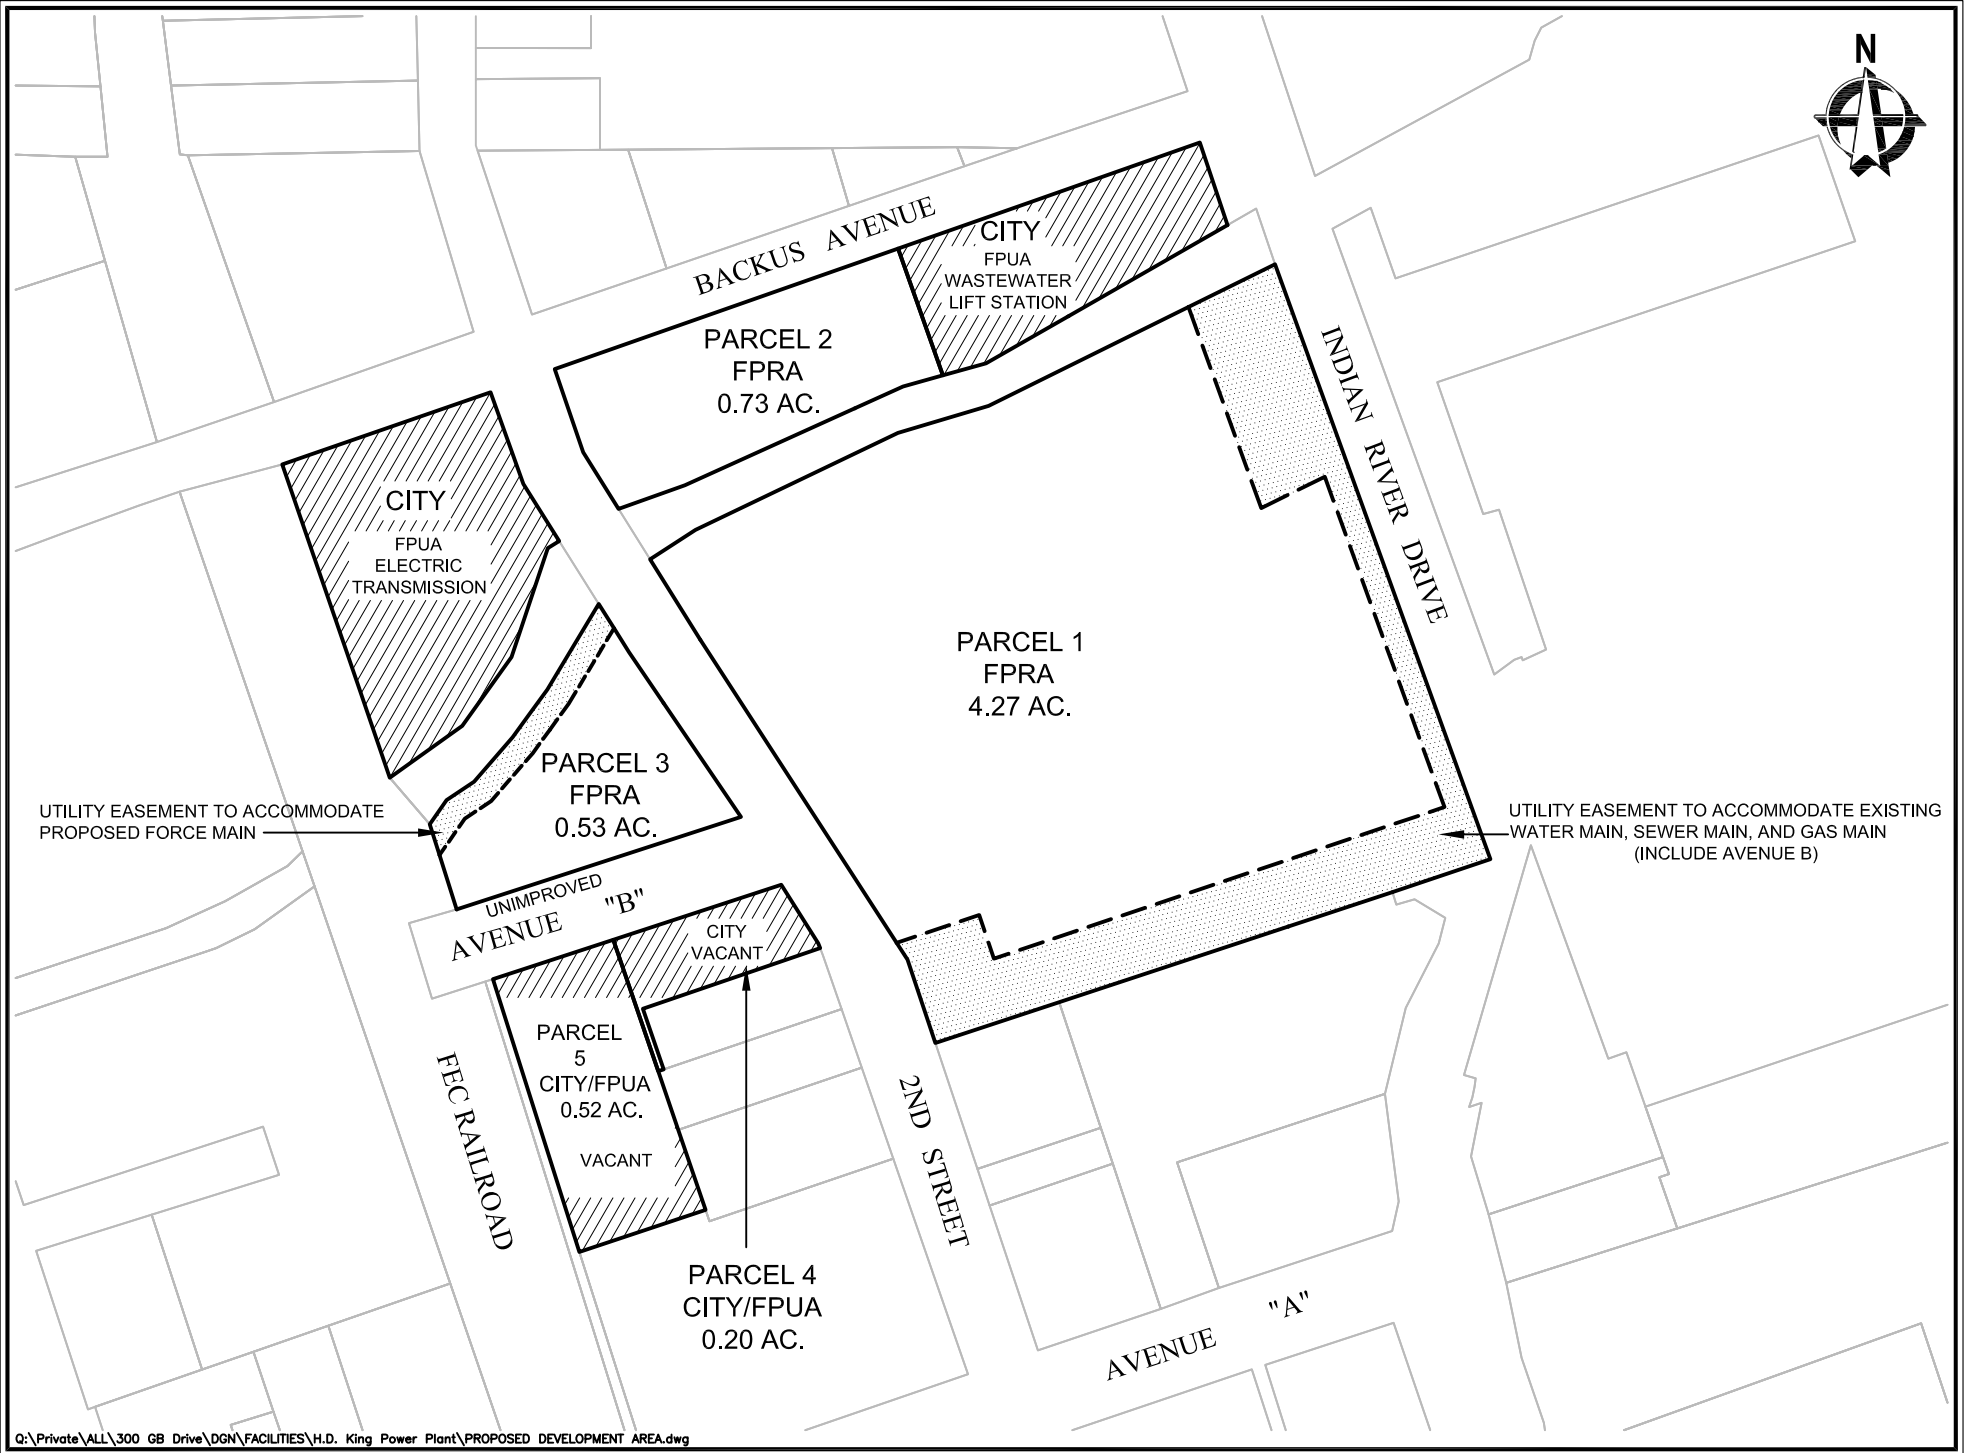 N
BACKUS AVENUE
CITY
FPUA
WASTEWATER
LIFT STATION
PARCEL 2
FPRA
0.73 AC.
INDIAN RIVER DRIVE
CITY
FPUA
ELECTRIC
TRANSMISSION
PARCEL 1
FPRA
4.27 AC.
PARCEL 3
FPRA
0.53 AC.
UTILITY EASEMENT TO ACCOMMODATE
PROPOSED FORCE MAIN
UTILITY EASEMENT TO ACCOMMODATE EXISTING
WATER MAIN, SEWER MAIN, AND GAS MAIN
(INCLUDE AVENUE B)
UNIMPROVED
AVENUE "B"
CITY
VACANT
PARCEL
5
CITY/FPUA
0.52 AC.
VACANT
FEC RAILROAD
2ND STREET
PARCEL 4
CITY/FPUA
0.20 AC.
AVENUE "A"
Q:\Private\ALL\300 GB Drive\DGN\FACILITIES\H.D. King Power Plant\PROPOSED DEVELOPMENT AREA.dwg